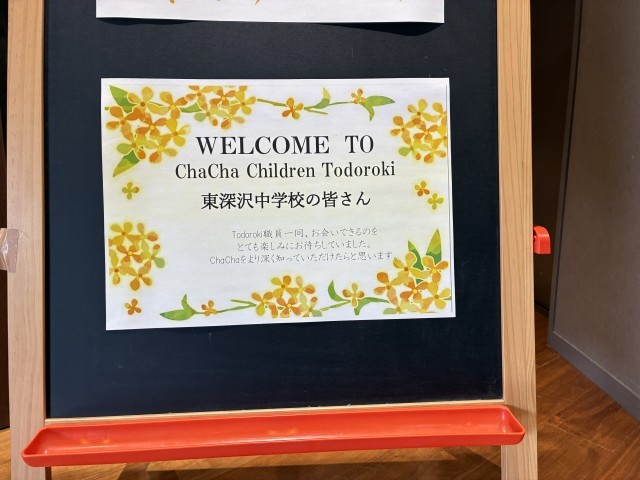 WELCOME TO
ChaCha Children Todoroki
東深沢中学校の皆さん
Todoroki職員一同、お会いできるのを
とても楽しみにお待ちしていました。
ChaChaをより深く知っていただけたらと思います